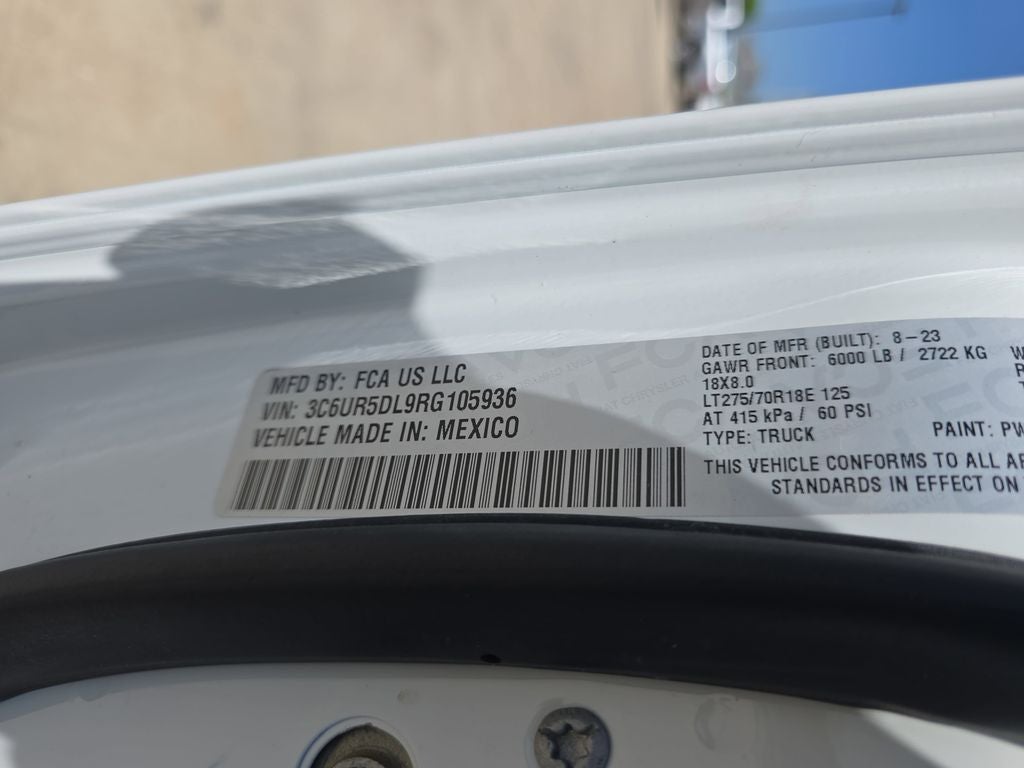 MFD BY: FCA US LLC
VIN: 3C6UR5DL9RG105936
VEHICLE MADE IN: MEXICO
DATE OF MFR (BUILT): 8-23
GAWR FRONT: 6000 LB / 2722 KG
18X8.0
LT275/70R18E 125
AT 415 kPa / 60 PSI
TYPE: TRUCK PAINT: PW
THIS VEHICLE CONFORMS TO ALL
STANDARDS IN EFFECT ON